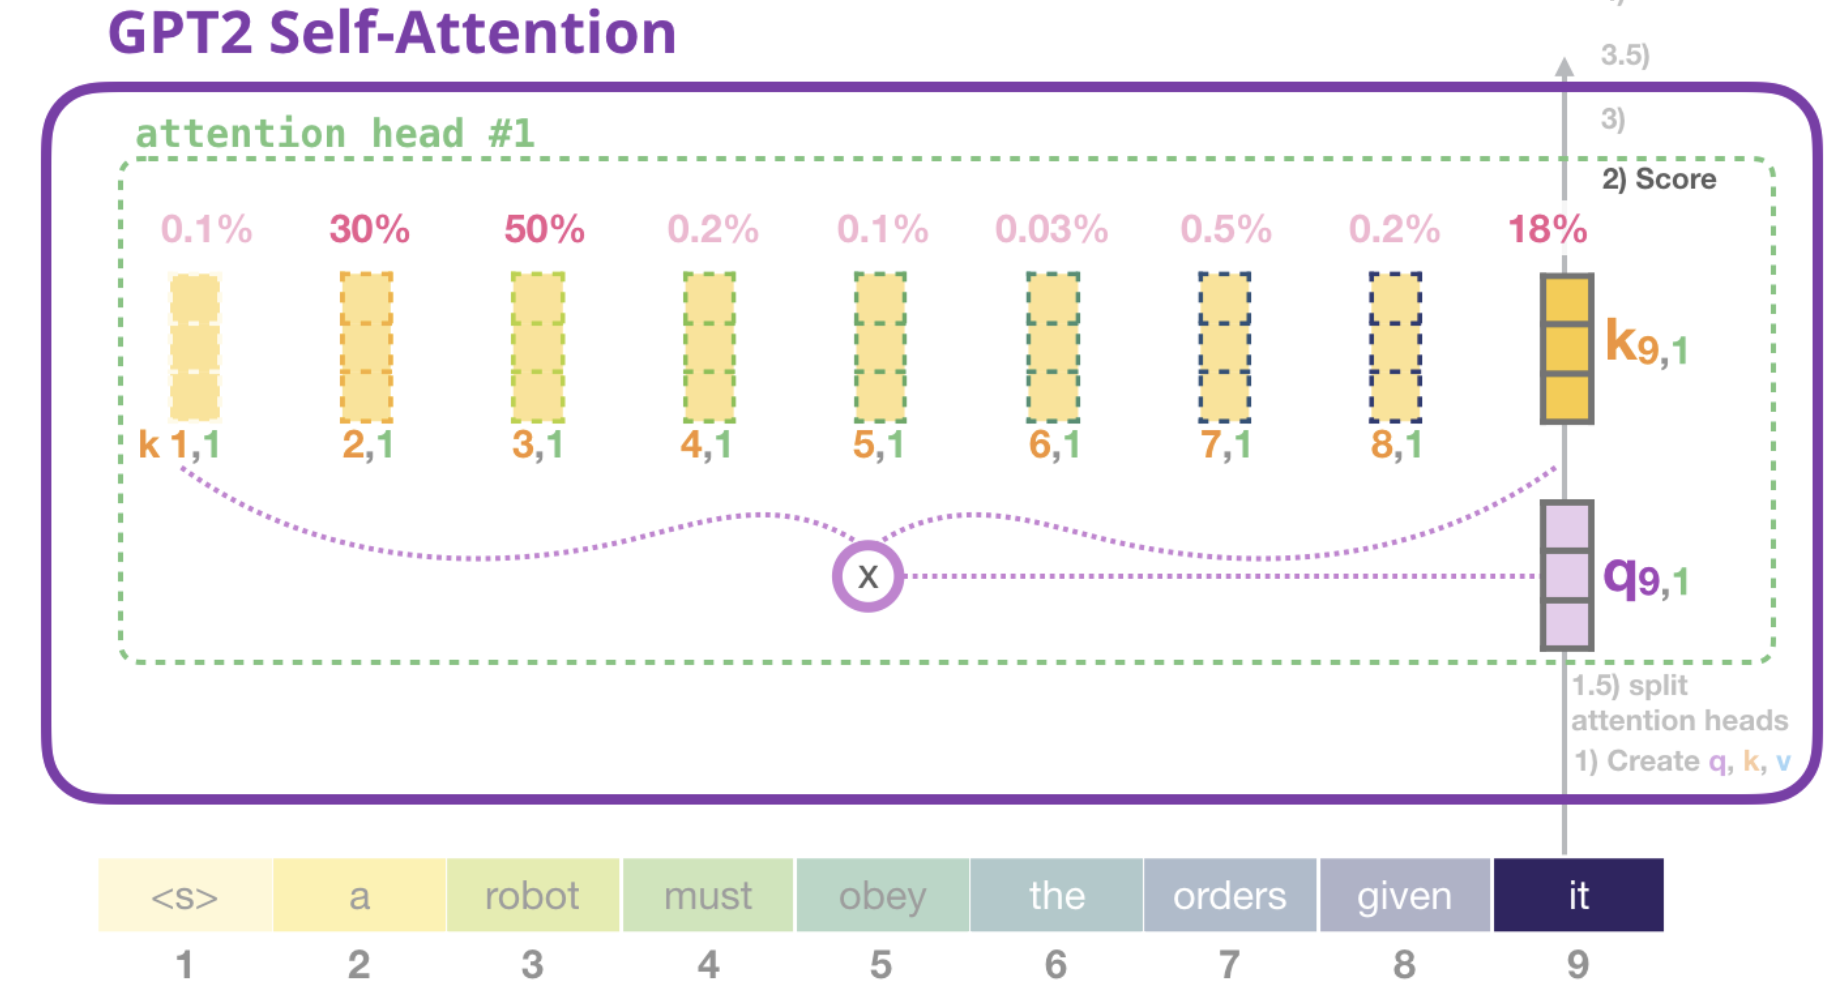 GPT2 Self-Attention
3.5)
3)
attention head #1
2) Score
0.1% 30% 50% 0.2% 0.1% 0.03% 0.5% 0.2% 18%
k9,1
k 1,1 2,1 3,1 4,1 5,1 6,1 7,1 8,1
X
q9,1
1.5) split
attention heads
1) Create q, k, v
<s> a robot must obey the orders given it
1 2 3 4 5 6 7 8 9